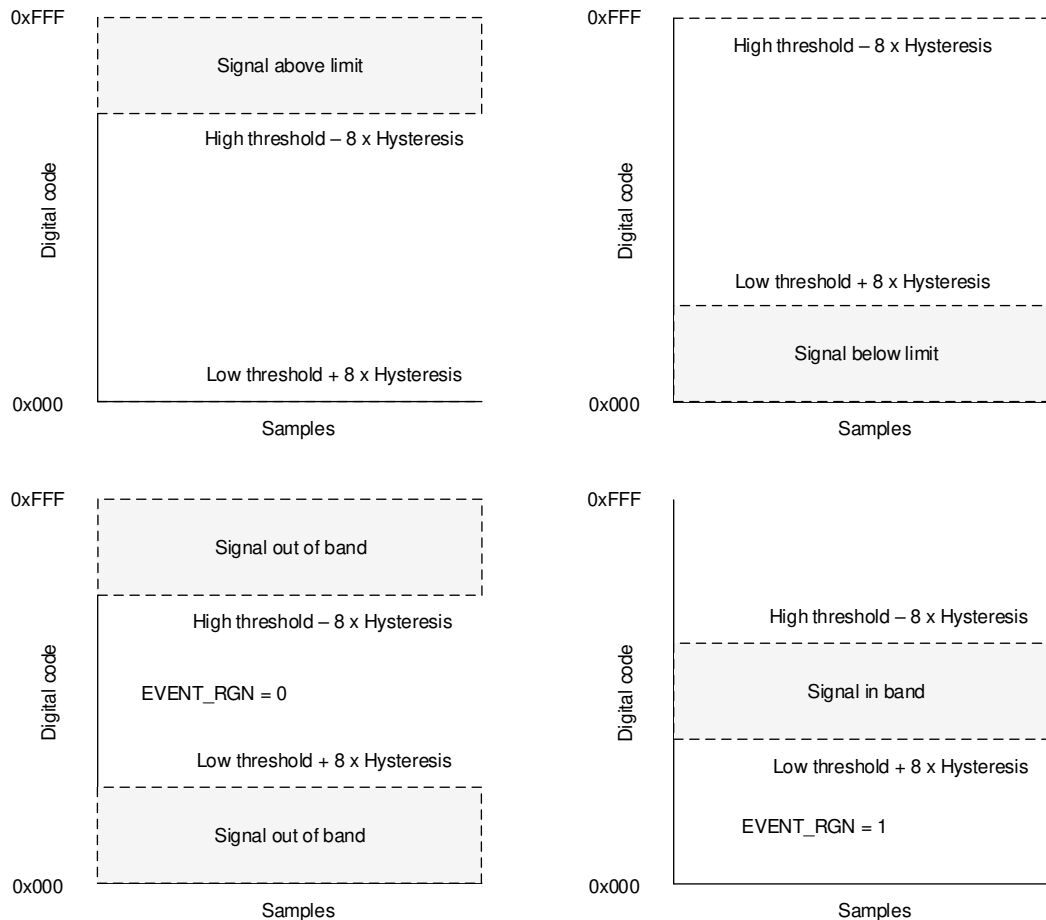 0xFFF
Signal above limit
High threshold – 8 x Hysteresis
Digital code
Low threshold + 8 x Hysteresis
0x000
Samples
0xFFF
High threshold – 8 x Hysteresis
Digital code
Low threshold + 8 x Hysteresis
Signal below limit
0x000
Samples
0xFFF
Signal out of band
High threshold – 8 x Hysteresis
Digital code
EVENT_RGN = 0
Low threshold + 8 x Hysteresis
Signal out of band
0x000
Samples
0xFFF
High threshold – 8 x Hysteresis
Digital code
Signal in band
Low threshold + 8 x Hysteresis
EVENT_RGN = 1
0x000
Samples